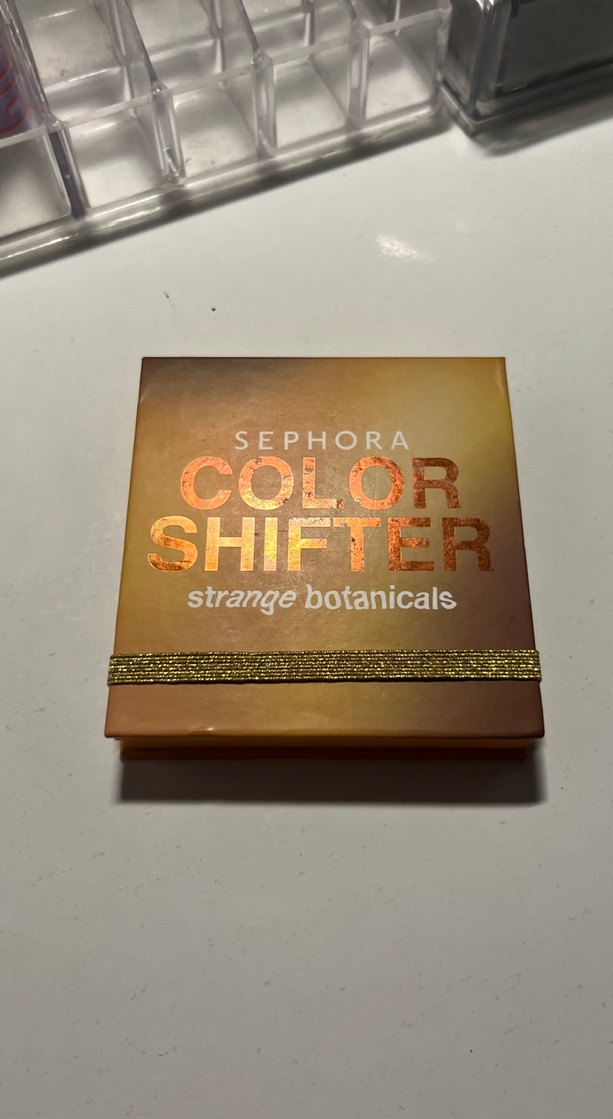 SEPHORA
COLOR
SHIFTER
strange botanicals